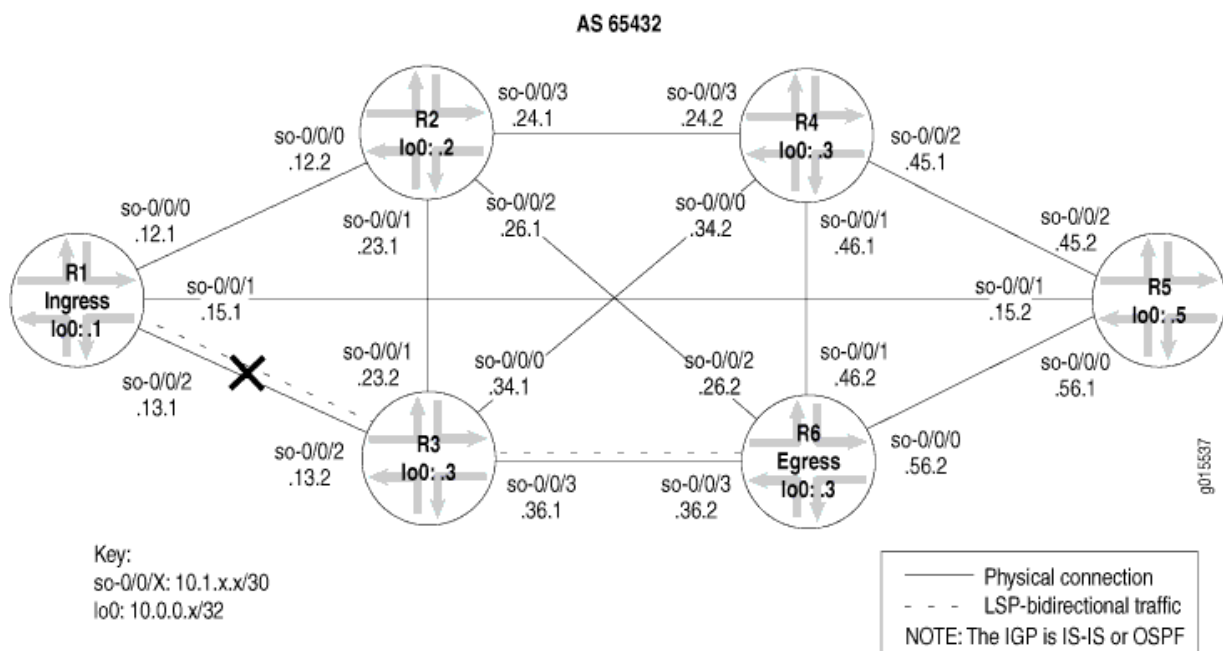 AS 65432
so-0/0/3
.24.1
so-0/0/3
.24.2
R2
lo0: .2
R4
lo0: .3
so-0/0/0
.12.2
so-0/0/2
.45.1
so-0/0/0
.12.1
so-0/0/1
.23.1
so-0/0/2
.26.1
so-0/0/0
.34.2
so-0/0/1
.46.1
so-0/0/2
.45.2
R1
Ingress
lo0: .1
so-0/0/1
.15.1
so-0/0/1
.15.2
R5
lo0: .5
so-0/0/2
.13.1
so-0/0/1
.23.2
so-0/0/0
.34.1
so-0/0/2
.26.2
so-0/0/1
.46.2
so-0/0/0
.56.1
so-0/0/2
.13.2
R3
lo0: .3
so-0/0/3
.36.1
so-0/0/3
.36.2
R6
Egress
lo0: .3
so-0/0/0
.56.2
g015537
Key:
so-0/0/X: 10.1.x.x/30
lo0: 10.0.0.x/32
Physical connection
LSP-bidirectional traffic
NOTE: The IGP is IS-IS or OSPF